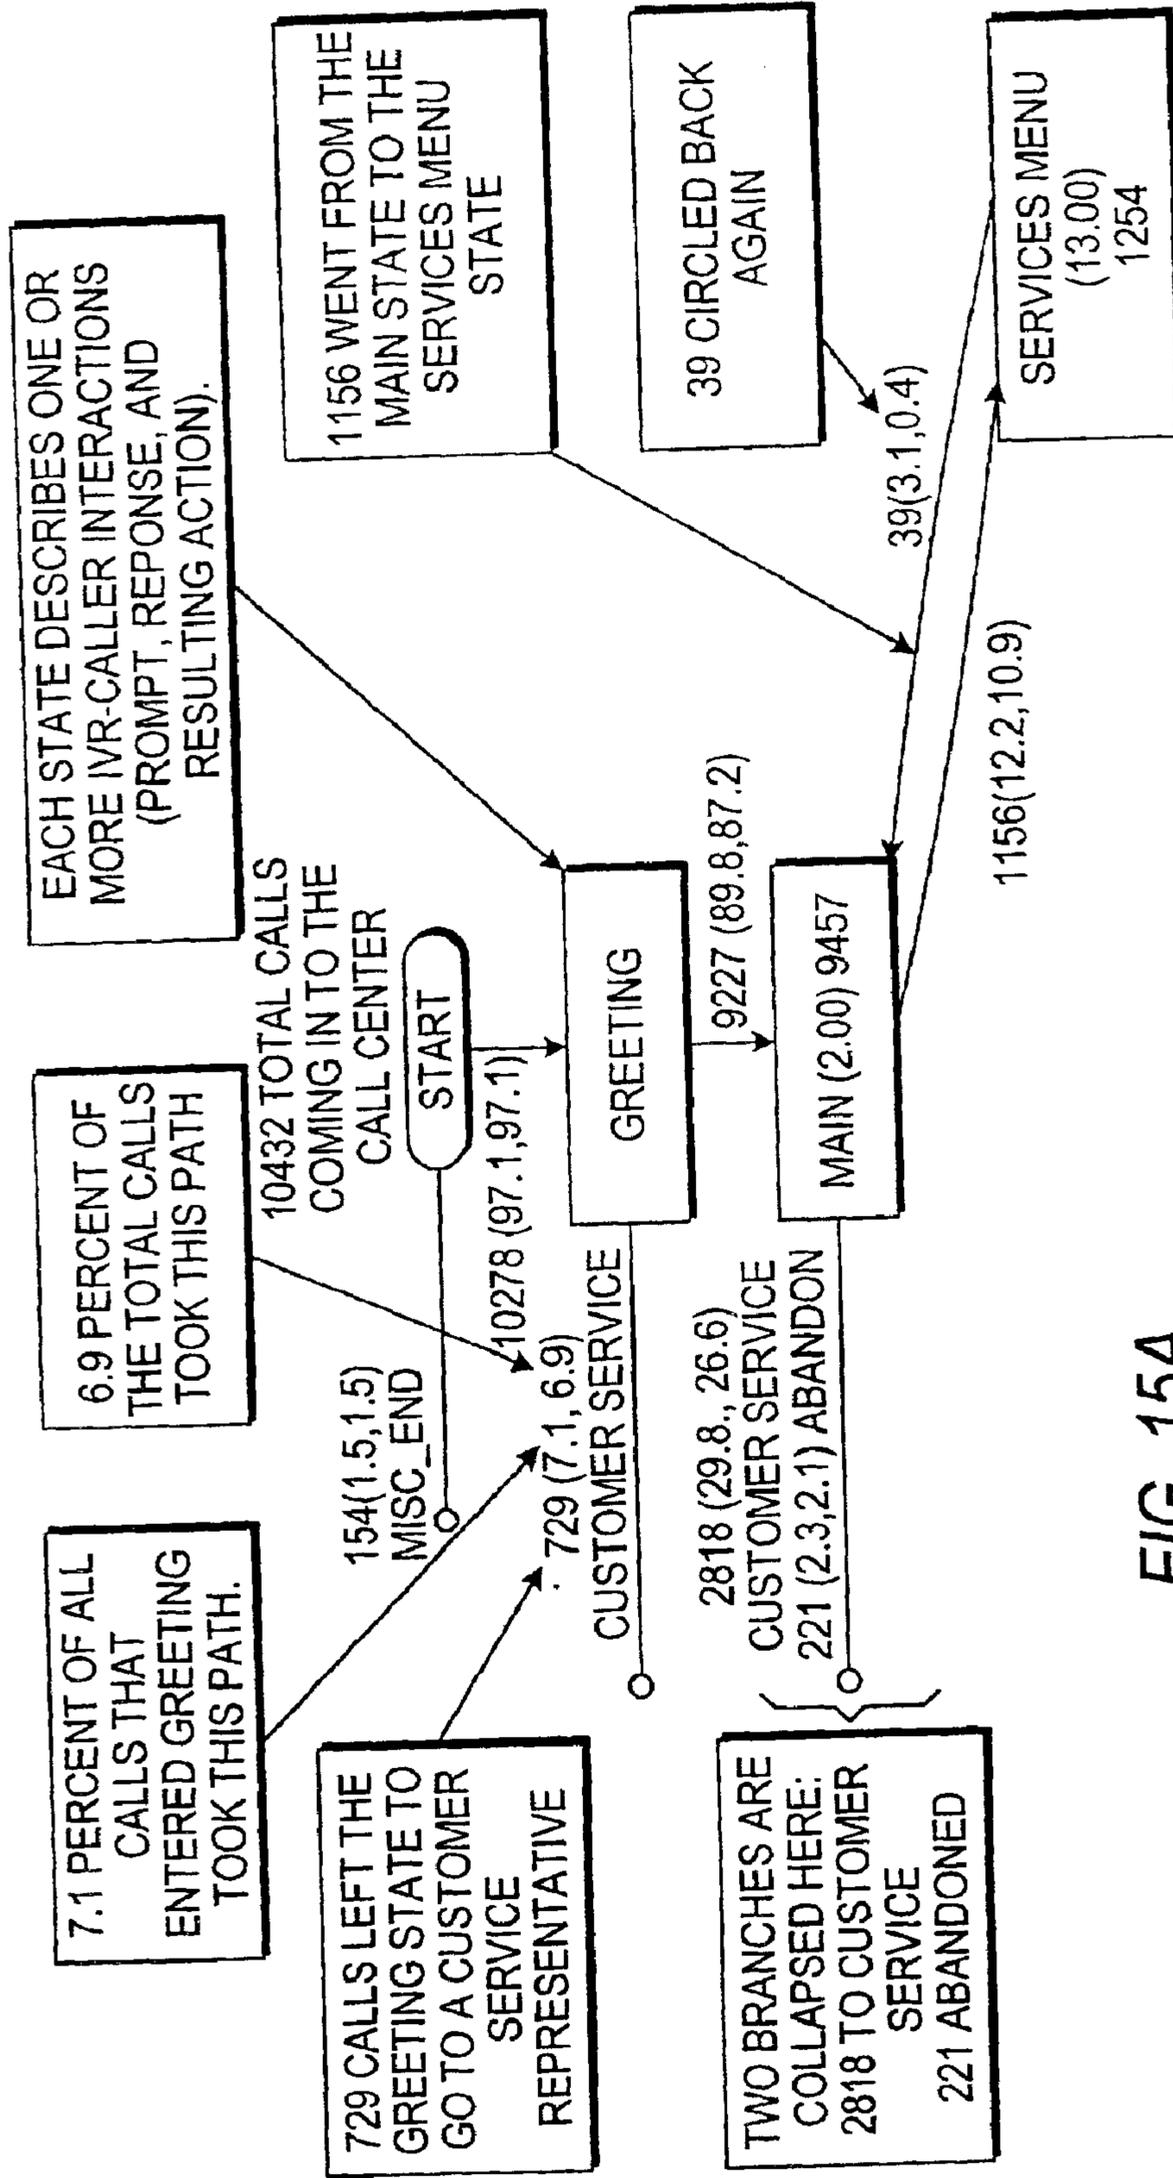 7.1 PERCENT OF ALL
CALLS THAT
ENTERED GREETING
TOOK THIS PATH.
6.9 PERCENT OF
THE TOTAL CALLS
TOOK THIS PATH
EACH STATE DESCRIBES ONE OR
MORE IVR-CALLER INTERACTIONS
(PROMPT, REPONSE, AND
RESULTING ACTION).
10432 TOTAL CALLS
COMING IN TO THE
CALL CENTER
START
154(1.5,1.5)
MISC_END
10278 (97.1,97.1)
1156 WENT FROM THE
MAIN STATE TO THE
SERVICES MENU
STATE
729 CALLS LEFT THE
GREETING STATE TO
GO TO A CUSTOMER
SERVICE
REPRESENTATIVE
729 (7.1, 6.9)
CUSTOMER SERVICE
GREETING
9227 (89.8,87.2)
39 CIRCLED BACK
AGAIN
39(3.1,0.4)
TWO BRANCHES ARE
COLLAPSED HERE:
2818 TO CUSTOMER
SERVICE
221 ABANDONED
2818 (29.8., 26.6)
CUSTOMER SERVICE
221 (2.3,2.1) ABANDON
MAIN (2.00) 9457
1156(12.2,10.9)
SERVICES MENU
(13.00)
1254
FIG. 15A